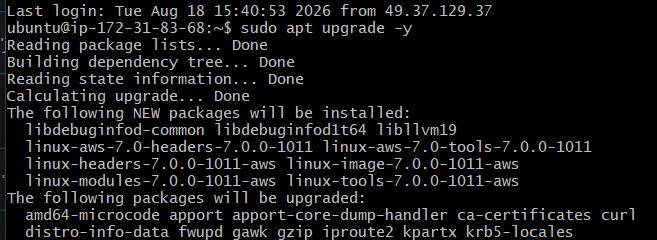 Last login: Tue Aug 18 15:40:53 2026 from 49.37.129.37
ubuntu@ip-172-31-83-68:~$ sudo apt upgrade -y
Reading package lists... Done
Building dependency tree... Done
Reading state information... Done
Calculating upgrade... Done
The following NEW packages will be installed:
  libdebuginfod-common libdebuginfod1t64 libllvm19
  linux-aws-7.0-headers-7.0.0-1011 linux-aws-7.0-tools-7.0.0-1011
  linux-headers-7.0.0-1011-aws linux-image-7.0.0-1011-aws
  linux-modules-7.0.0-1011-aws linux-tools-7.0.0-1011-aws
The following packages will be upgraded:
  amd64-microcode apport apport-core-dump-handler ca-certificates curl
  distro-info-data fwupd gawk gzip iproute2 kpartx krb5-locales